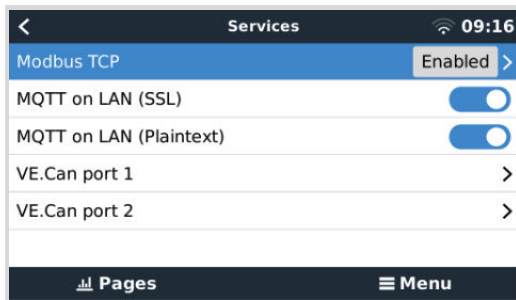 Services 09:16
Modbus TCP Enabled
MQTT on LAN (SSL)
MQTT on LAN (Plaintext)
VE.Can port 1
VE.Can port 2
Pages Menu